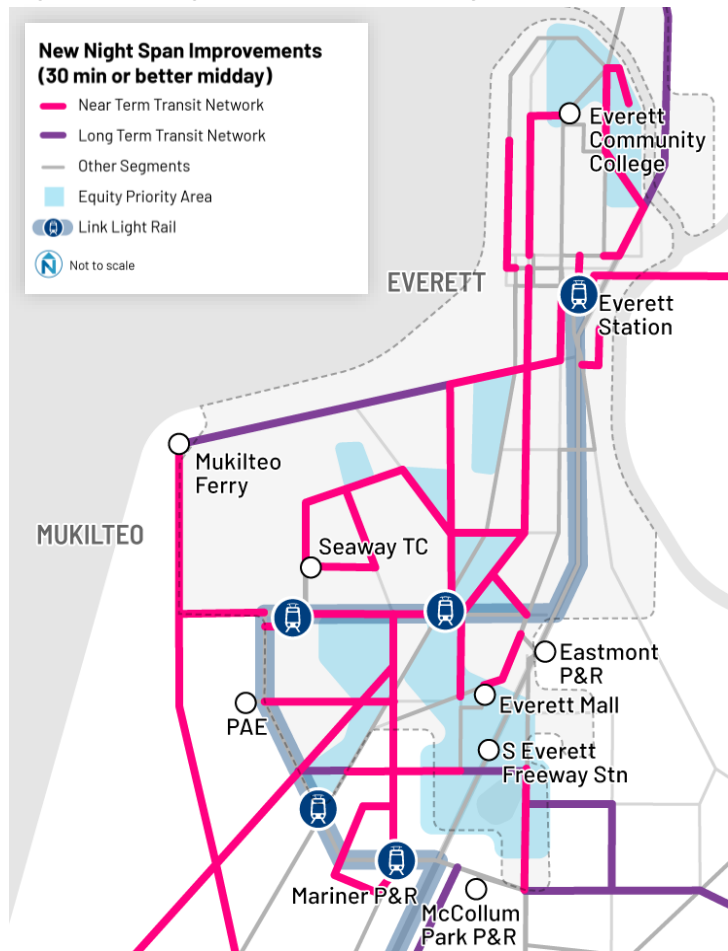 New Night Span Improvements
(30 min or better midday)
Near Term Transit Network
Long Term Transit Network
Other Segments
Equity Priority Area
Link Light Rail
N
Not to scale
Everett
Community
College
EVERETT
Everett
Station
Mukilteo
Ferry
MUKILTEO
Seaway TC
Eastmont
P&R
Everett Mall
PAE
S Everett
Freeway Stn
Mariner P&R
McCollum
Park P&R